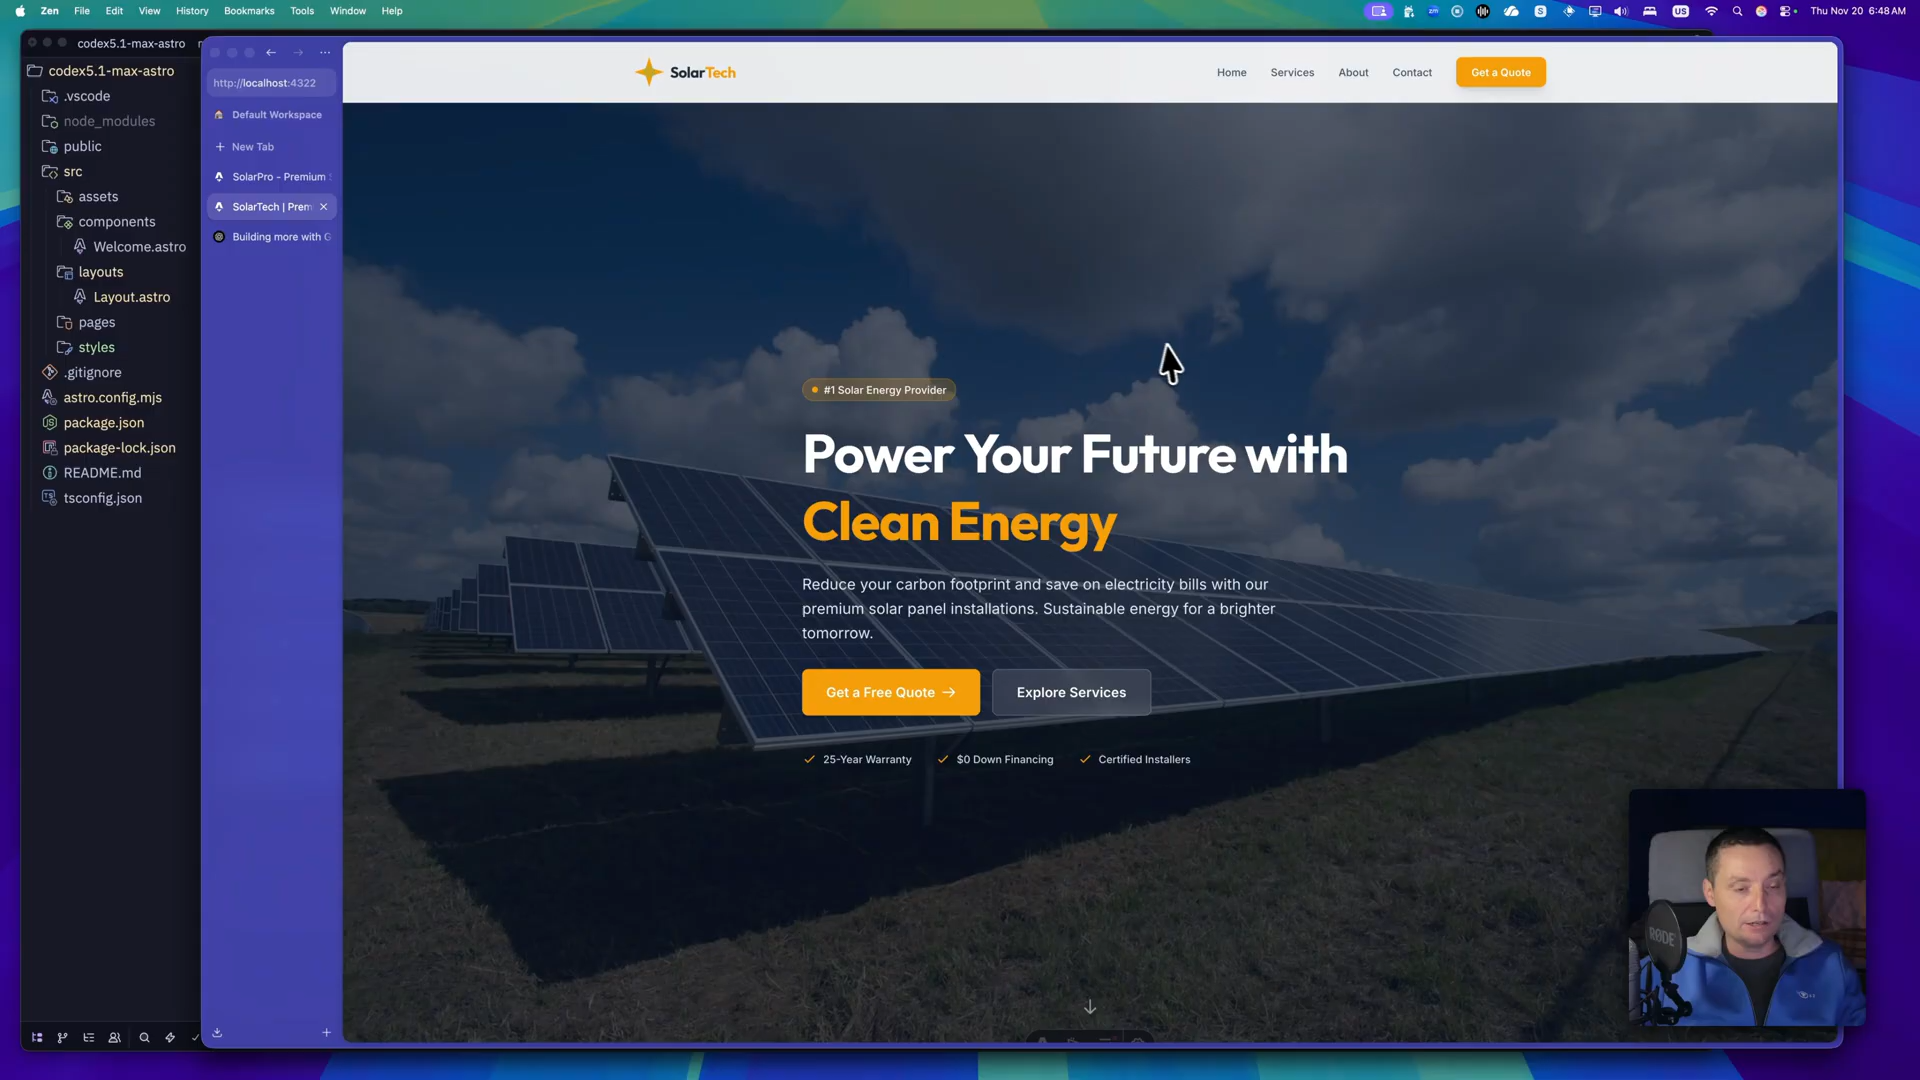 Zen File Edit View History Bookmarks Tools Window Help
US
Thu Nov 20 6:48 AM
codex5.1-max-astro
codex5.1-max-astro
.vscode
node_modules
public
src
assets
components
Welcome.astro
layouts
Layout.astro
pages
styles
.gitignore
astro.config.mjs
package.json
package-lock.json
README.md
tsconfig.json
http://localhost:4322
Default Workspace
New Tab
SolarPro - Premium
SolarTech | Prem
Building more with G
SolarTech
Home Services About Contact Get a Quote
#1 Solar Energy Provider
Power Your Future with
Clean Energy
Reduce your carbon footprint and save on electricity bills with our
premium solar panel installations. Sustainable energy for a brighter
tomorrow.
Get a Free Quote →
Explore Services
25-Year Warranty
$0 Down Financing
Certified Installers
RØDE